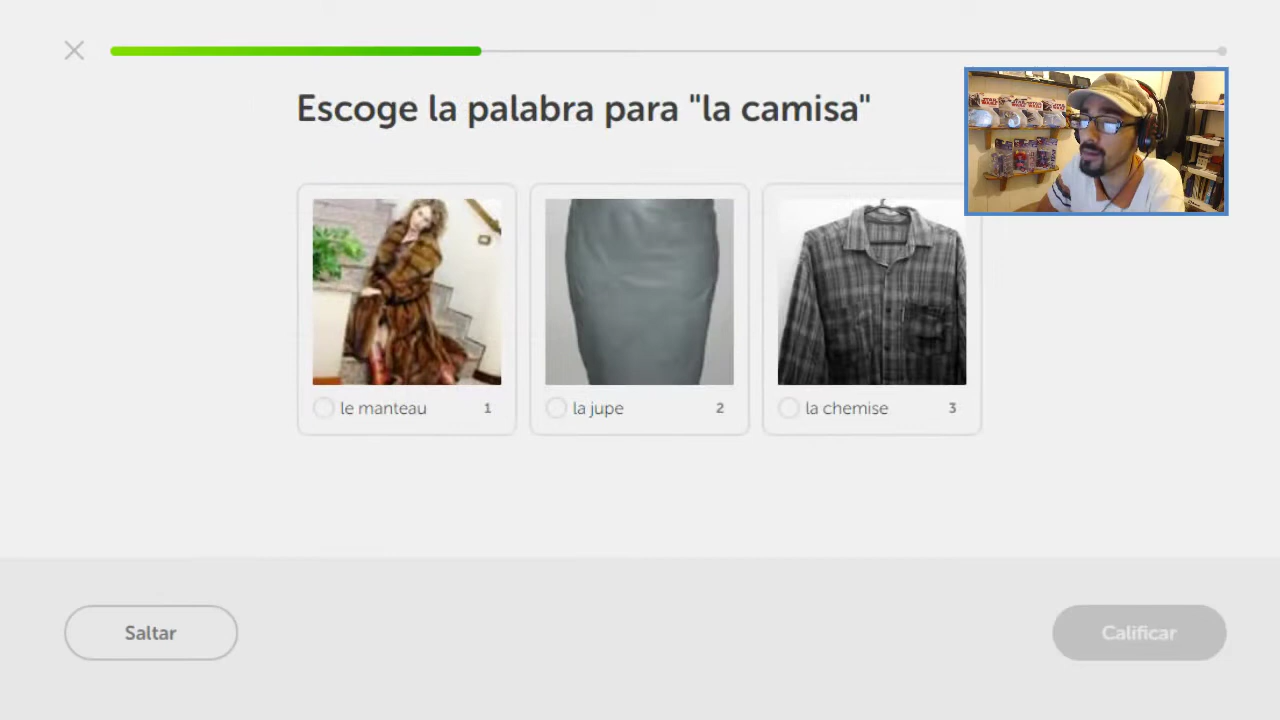 Escoge la palabra para "la camisa"
le manteau 1
la jupe 2
la chemise 3
Saltar
Calificar